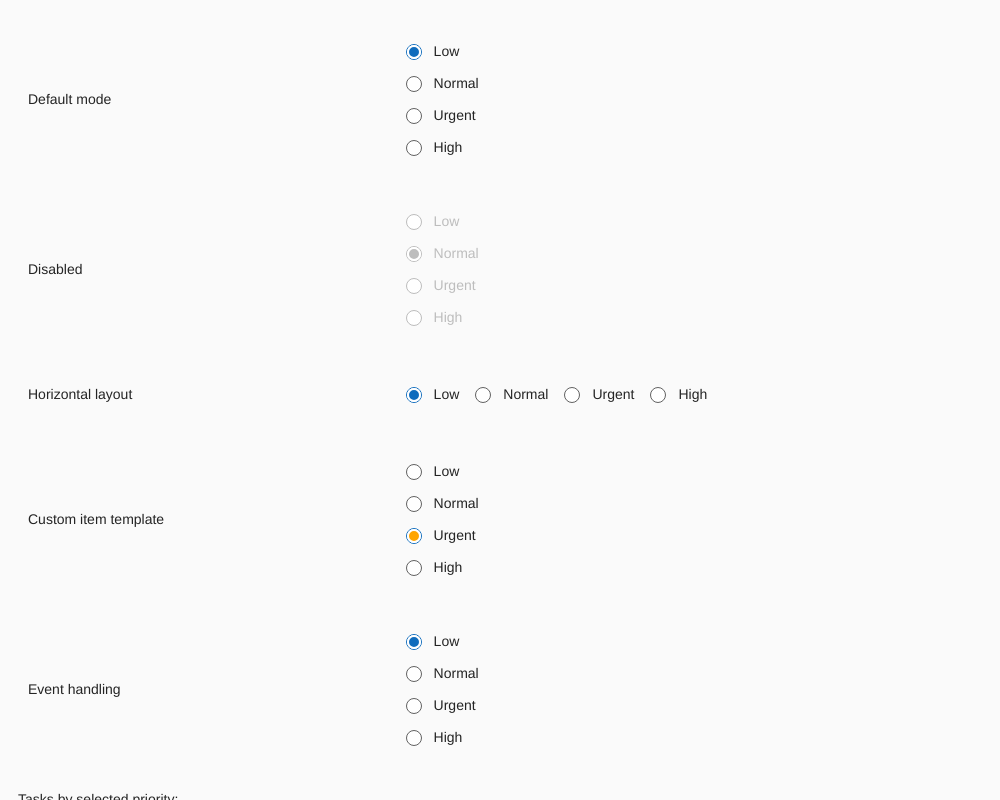 Default mode
Low
Normal
Urgent
High
Disabled
Low
Normal
Urgent
High
Horizontal layout
Low Normal Urgent High
Custom item template
Low
Normal
Urgent
High
Event handling
Low
Normal
Urgent
High
Tasks by selected priority: